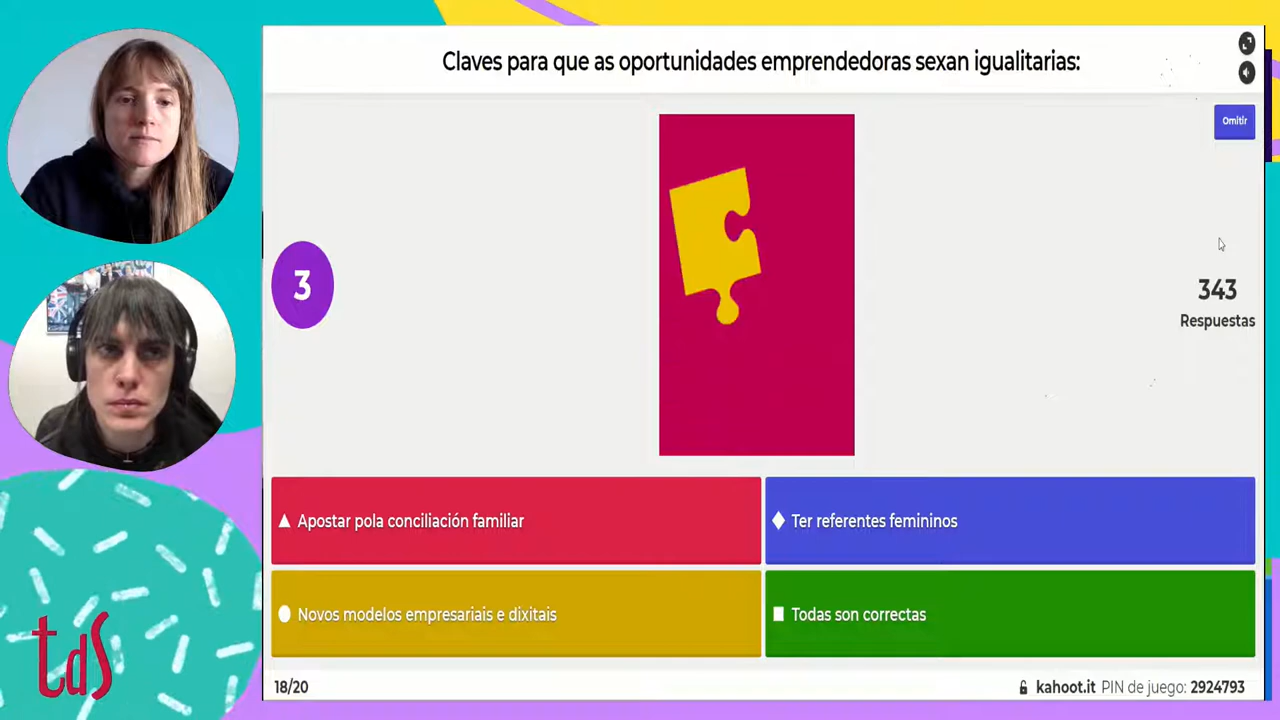 Claves para que as oportunidades emprendedoras sexan igualitarias:
Omitir
3
343
Respuestas
Apostar pola conciliación familiar
Ter referentes femininos
Novos modelos empresariais e dixitais
Todas son correctas
18/20
kahoot.it PIN de juego: 2924793
tdS